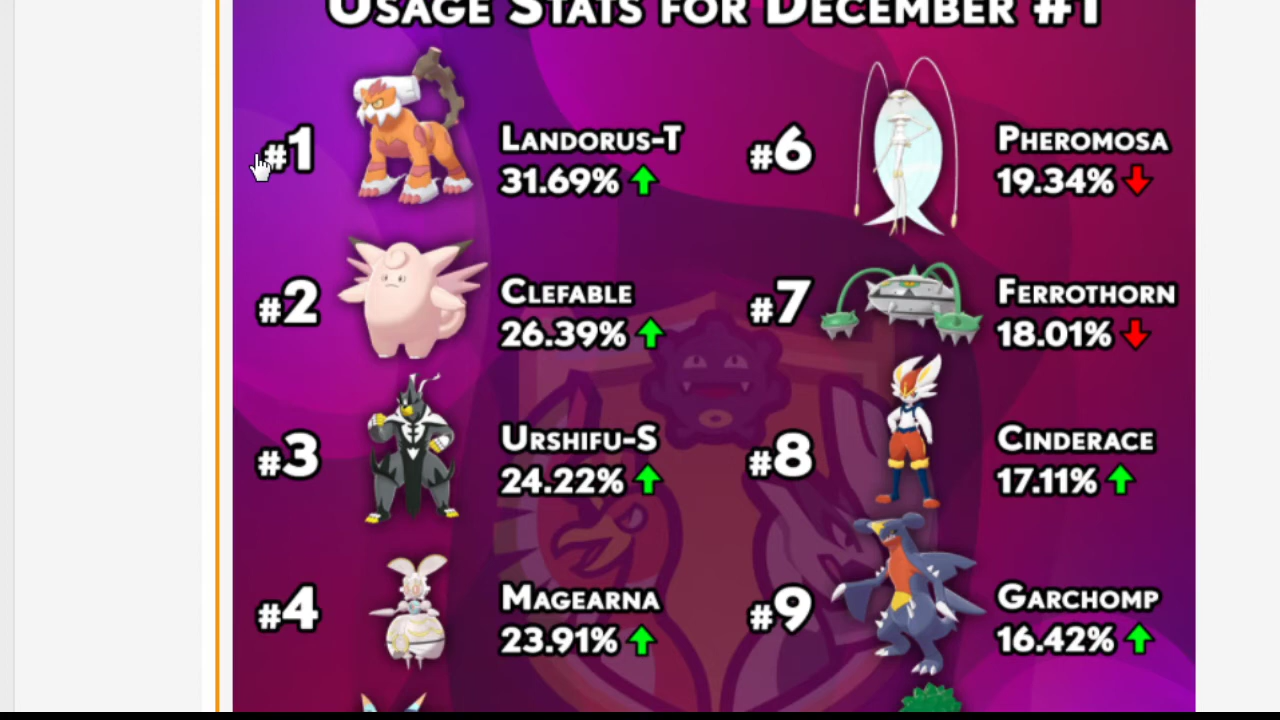 USAGE STATS FOR DECEMBER #1
#1
LANDORUS-T
31.69%
#2
CLEFABLE
26.39%
#3
URSHIFU-S
24.22%
#4
MAGEARNA
23.91%
#6
PHEROMOSA
19.34%
#7
FERROTHORN
18.01%
#8
CINDERACE
17.11%
#9
GARCHOMP
16.42%